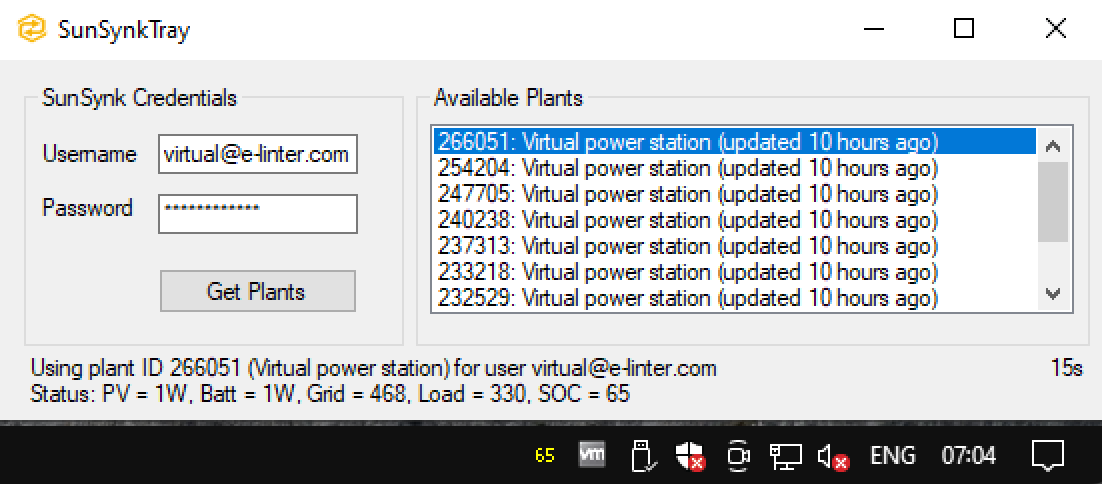 SunSynkTray
SunSynk Credentials
Username
virtual@e-linter.com
Password
************
Get Plants
Available Plants
266051: Virtual power station (updated 10 hours ago)
254204: Virtual power station (updated 10 hours ago)
247705: Virtual power station (updated 10 hours ago)
240238: Virtual power station (updated 10 hours ago)
237313: Virtual power station (updated 10 hours ago)
233218: Virtual power station (updated 10 hours ago)
232529: Virtual power station (updated 10 hours ago)
Using plant ID 266051 (Virtual power station) for user virtual@e-linter.com
15s
Status: PV = 1W, Batt = 1W, Grid = 468, Load = 330, SOC = 65
65
vm
ENG
07:04